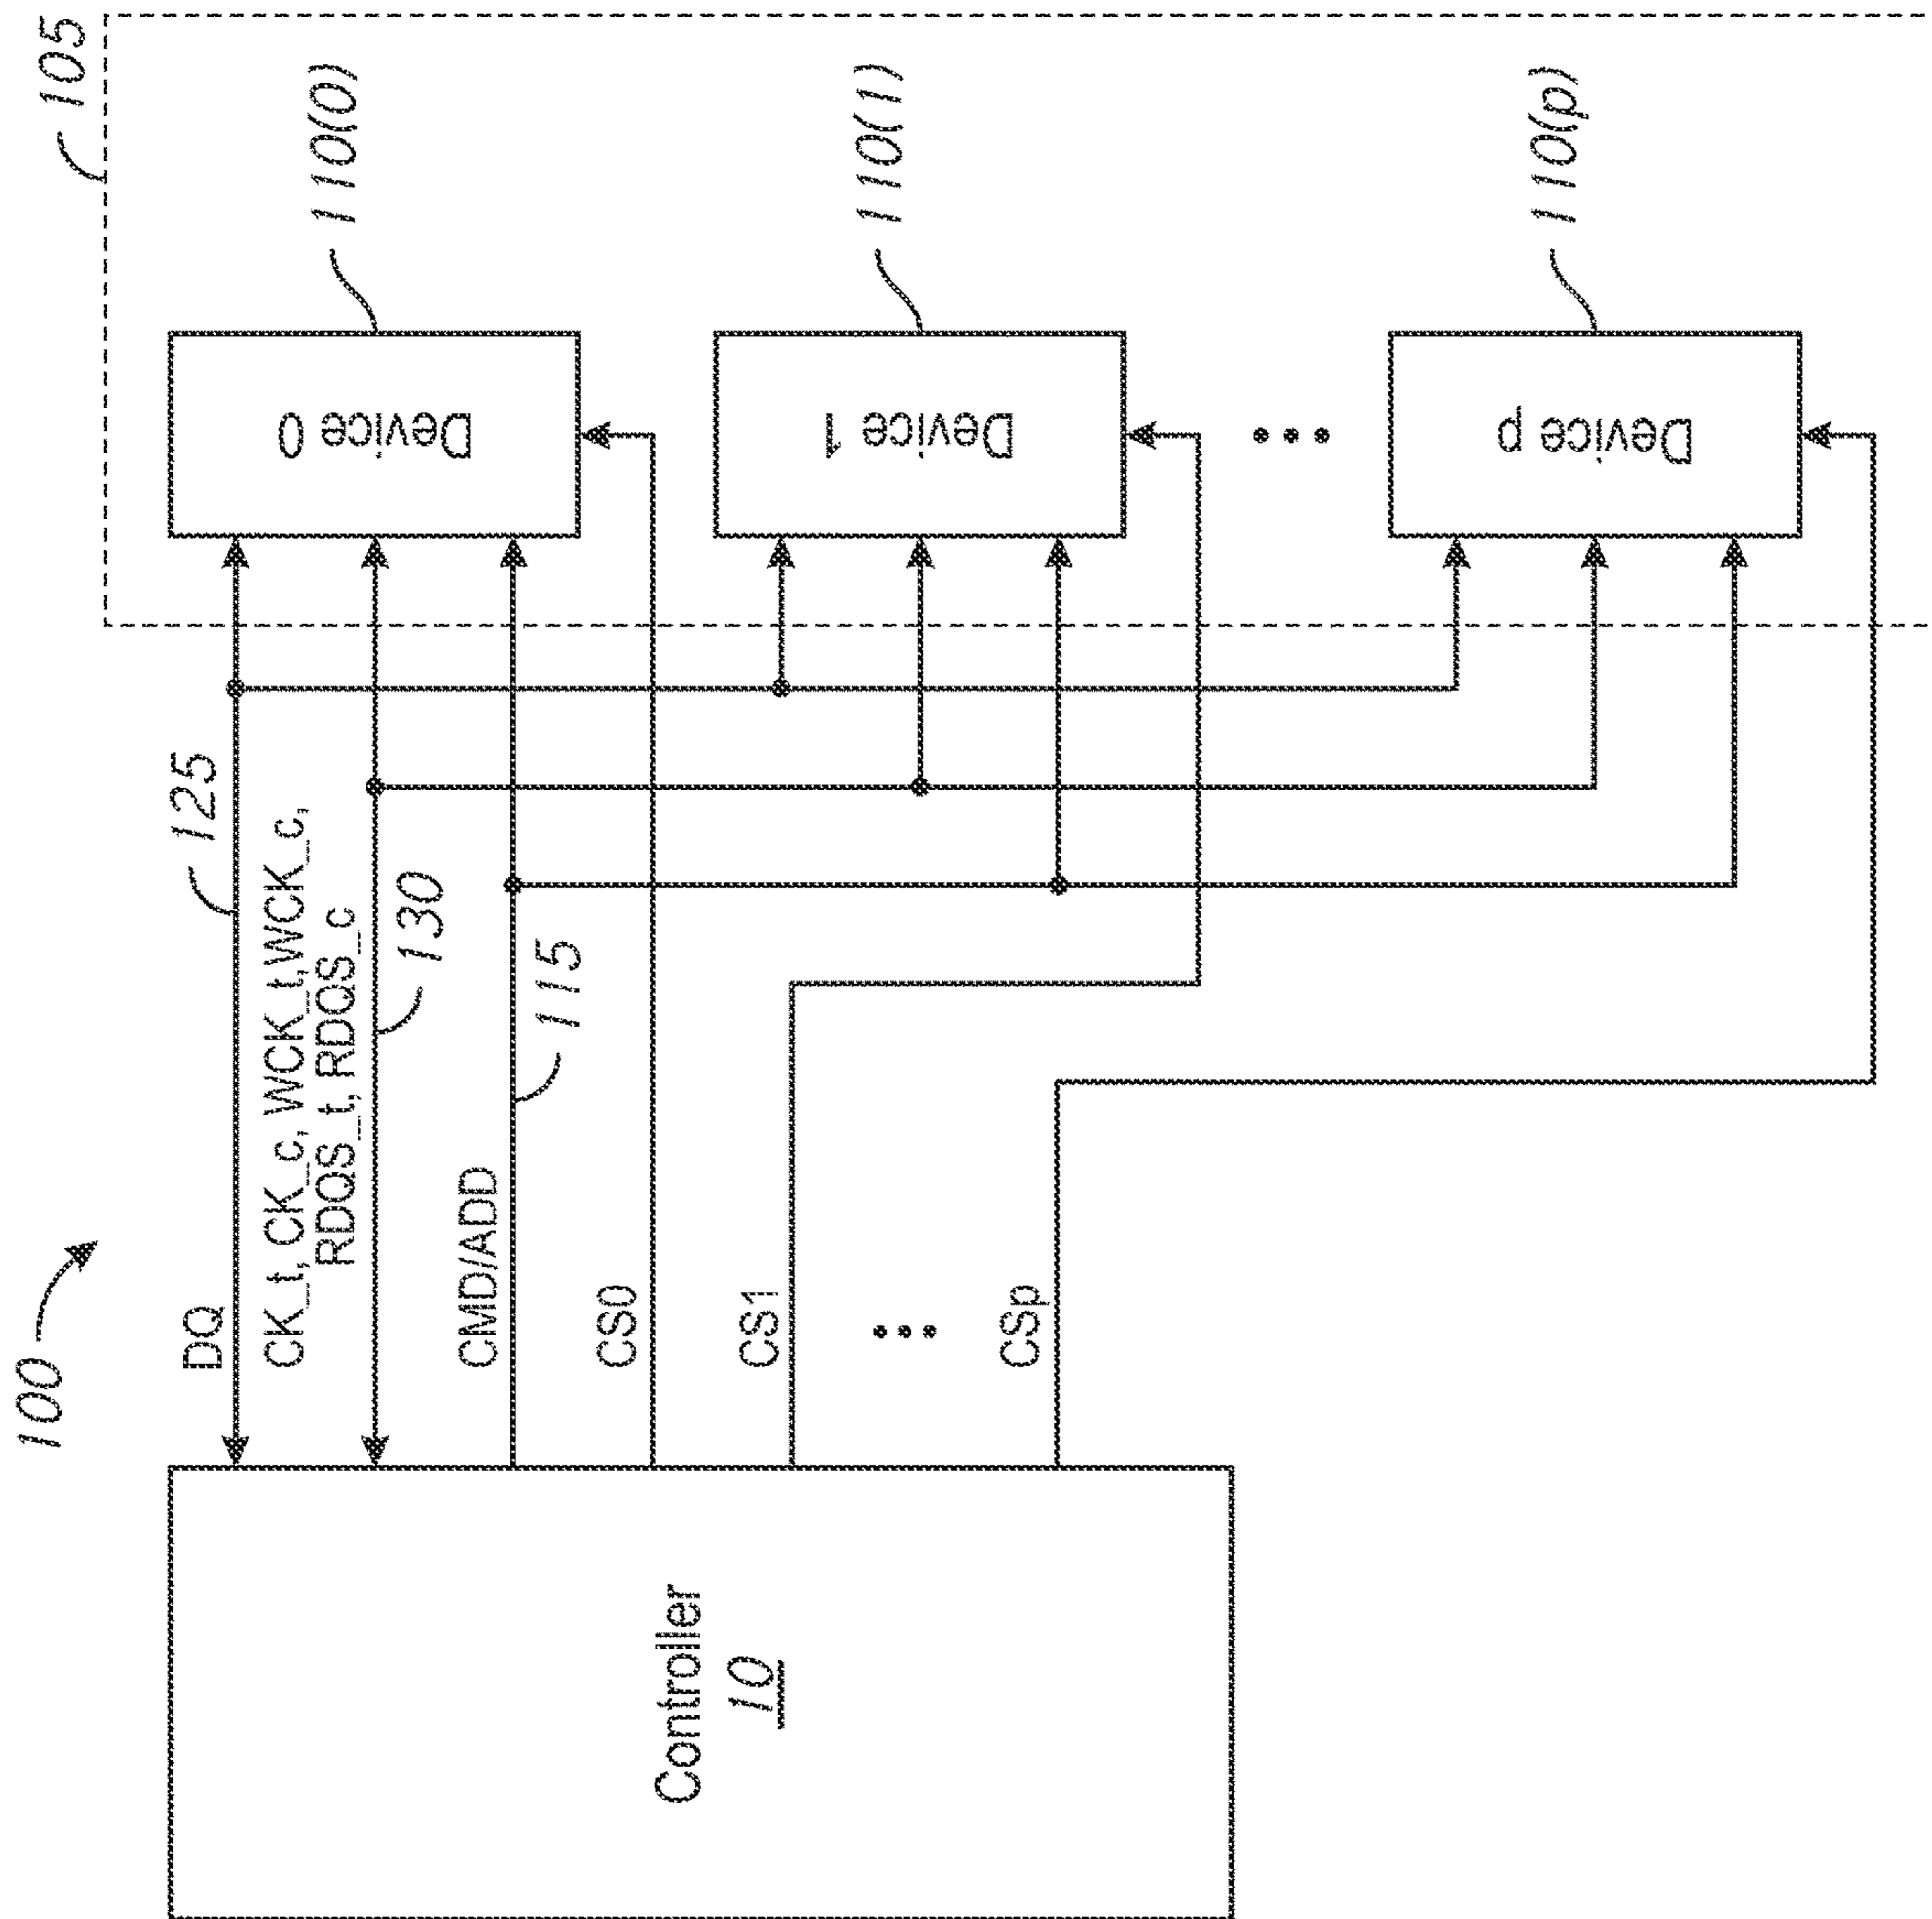 100
105
DQ
125
CK_t, CK_c, WCK_t,WCK_c,
RDQS_t, RDQS_c
130
CMD/ADD
115
CS0
CS1
CSp
Controller
10
Device 0
110(0)
Device 1
110(1)
Device p
110(p)